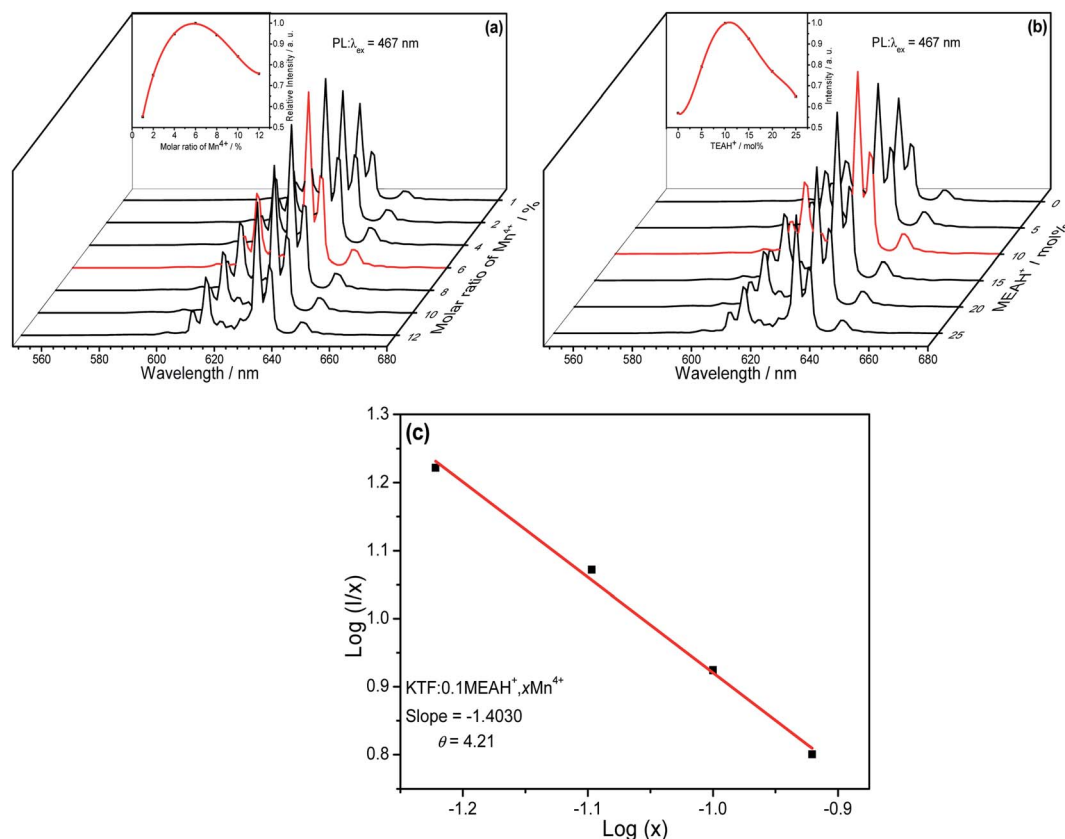 (a)
PL:λex = 467 nm
Relative Intensity / a. u.
1.0
0.9
0.8
0.7
0.6
0.5
0 2 4 6 8 10 12
Molar ratio of Mn4+ / %
1
2
4
6
8
10
12
Molar ratio of Mn4+ / %
560 580 600 620 640 660 680
Wavelength / nm
(b)
PL:λex = 467 nm
Intensity / a. u.
1.0
0.9
0.8
0.7
0.6
0.5
0 5 10 15 20 25
TEAH+ / mol%
0
5
10
15
20
25
MEAH+ / mol%
560 580 600 620 640 660 680
Wavelength / nm
(c)
1.3
1.2
1.1
1.0
0.9
0.8
Log (I/x)
KTF:0.1MEAH+,xMn4+
Slope = -1.4030
θ = 4.21
-1.2 -1.1 -1.0 -0.9
Log (x)